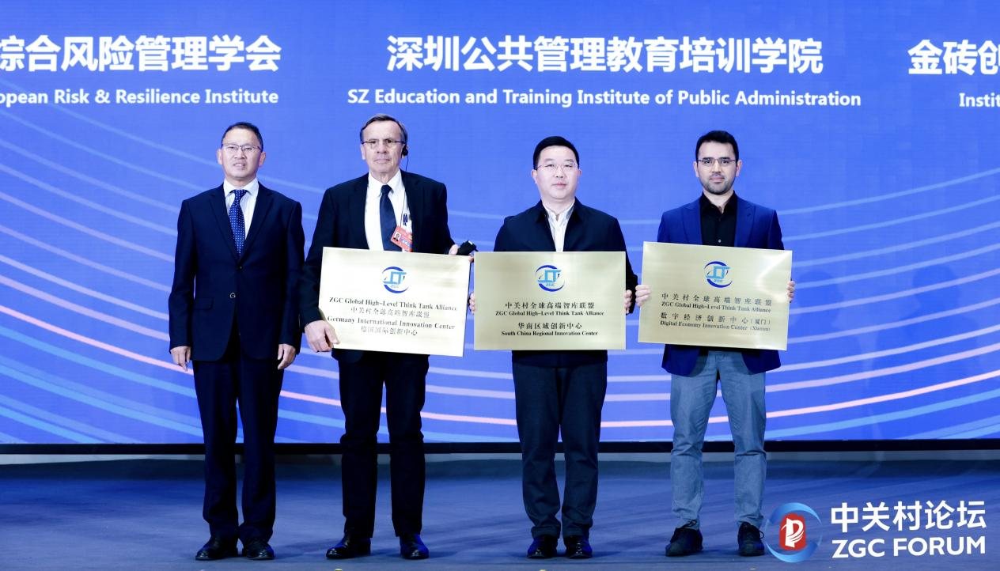 综合风险管理学会
opean Risk & Resilience Institute
深圳公共管理教育培训学院
SZ Education and Training Institute of Public Administration
金砖创
Instit
ZGC
ZGC Global High-Level Think Tank Alliance
中关村全球高端智库联盟
Germany International Innovation Center
德国国际创新中心
ZGC
中关村全球高端智库联盟
ZGC Global High-Level Think Tank Alliance
华南区域创新中心
South China Regional Innovation Center
ZGC
中关村全球高端智库联盟
ZGC Global High-Level Think Tank Alliance
数字经济创新中心(厦门)
Digital Economy Innovation Center (Xiamen)
中关村论坛
ZGC FORUM